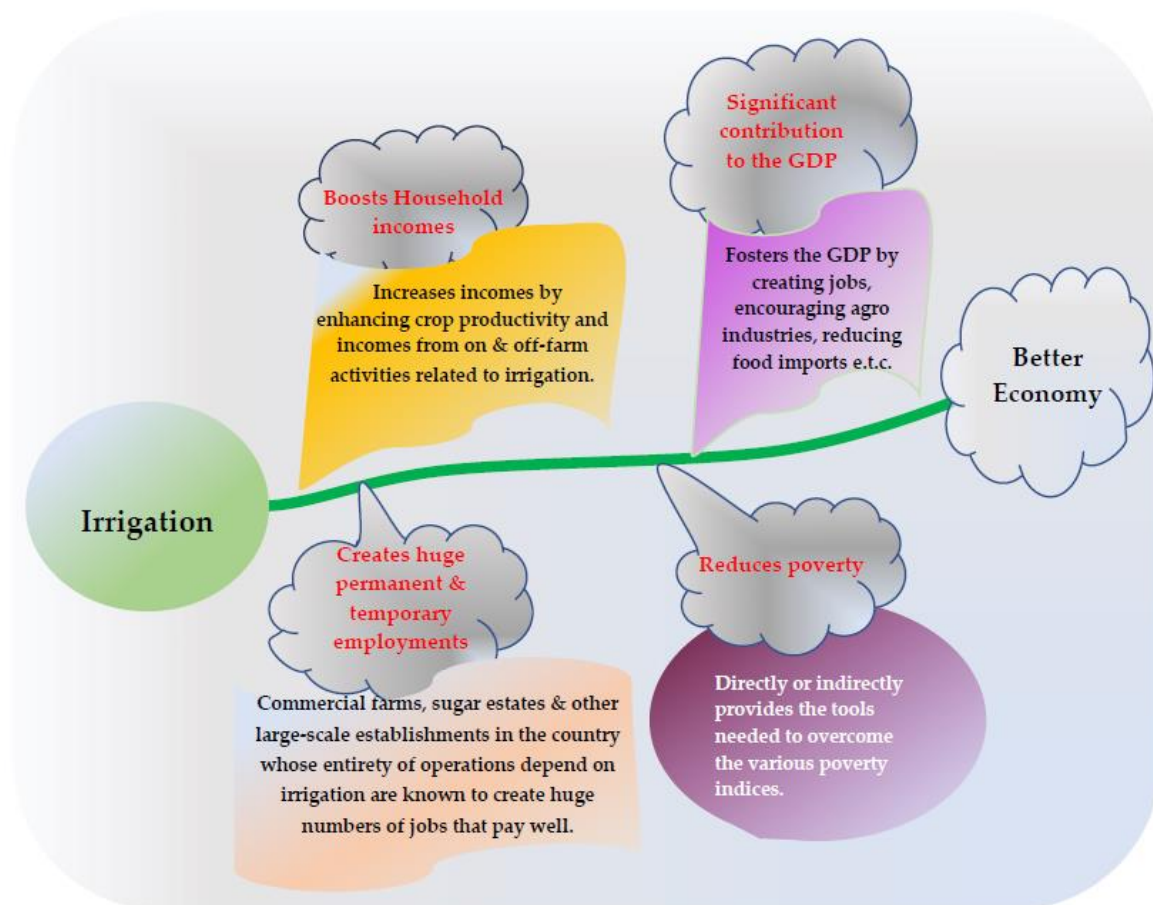 Irrigation
Boosts Household
incomes
Increases incomes by
enhancing crop productivity and
incomes from on & off-farm
activities related to irrigation.
Creates huge
permanent &
temporary
employments
Commercial farms, sugar estates & other
large-scale establishments in the country
whose entirety of operations depend on
irrigation are known to create huge
numbers of jobs that pay well.
Significant
contribution
to the GDP
Fosters the GDP by
creating jobs,
encouraging agro
industries, reducing
food imports e.t.c.
Reduces poverty
Directly or indirectly
provides the tools
needed to overcome
the various poverty
indices.
Better
Economy